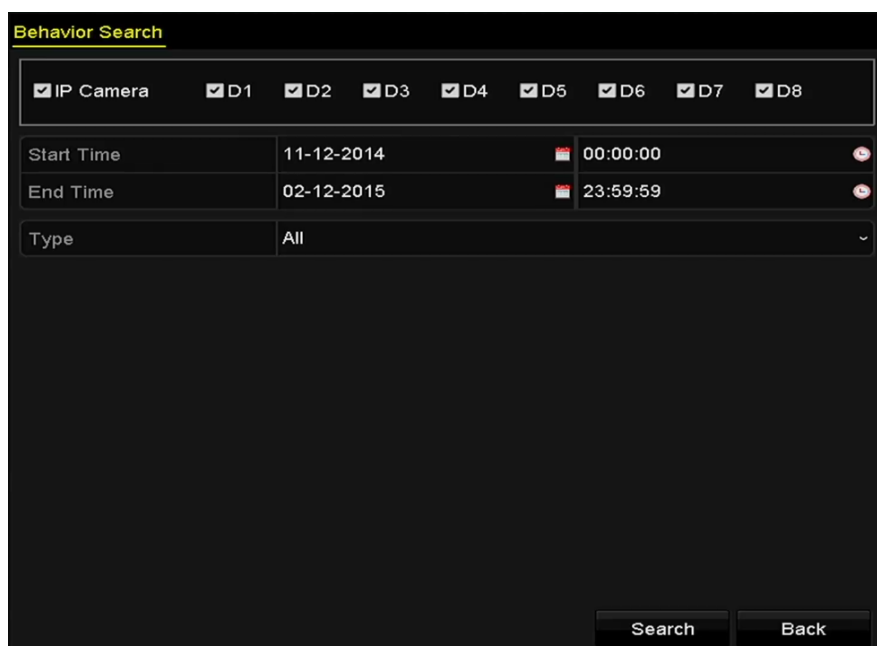 Behavior Search
IP Camera D1 D2 D3 D4 D5 D6 D7 D8
Start Time 11-12-2014 00:00:00
End Time 02-12-2015 23:59:59
Type All
Search Back